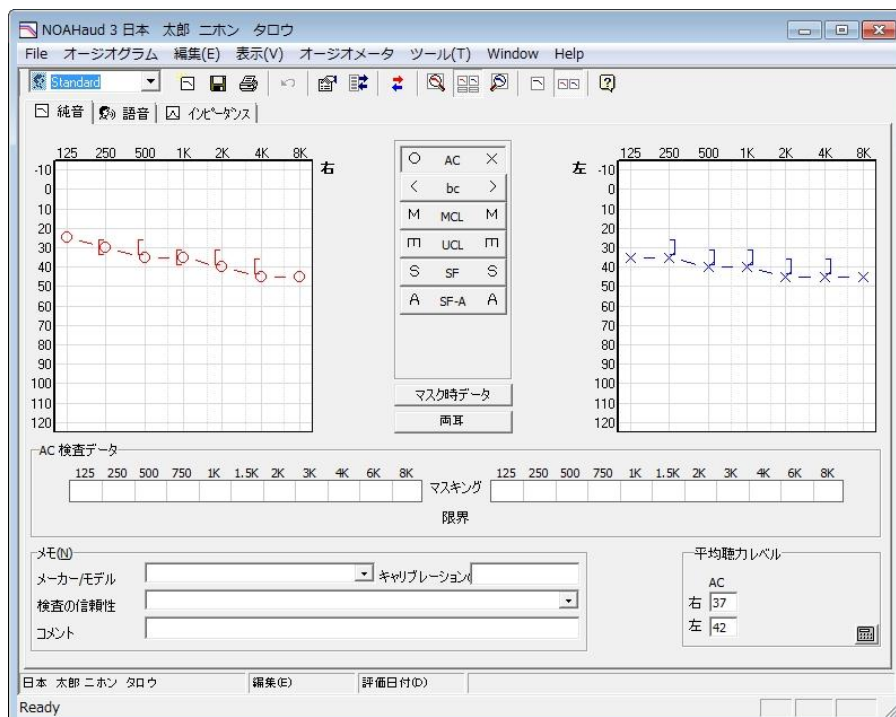 NOAHaud 3 日本 太郎 ニホン タロウ
File オージオグラム 編集(E) 表示(V) オージオメータ ツール(T) Window Help
Standard
純音 語音 インピーダンス
125 250 500 1K 2K 4K 8K
右
-10
0
10
20
30
40
50
60
70
80
90
100
110
120
AC
< bc >
M MCL M
UCL
S SF S
A SF-A A
マスク時データ
両耳
左
125 250 500 1K 2K 4K 8K
-10
0
10
20
30
40
50
60
70
80
90
100
110
120
AC 検査データ
125 250 500 750 1K 1.5K 2K 3K 4K 6K 8K
マスキング
125 250 500 750 1K 1.5K 2K 3K 4K 6K 8K
限界
メモ(N)
メーカー/モデル
キャリブレーション(
検査の信頼性
コメント
平均聴力レベル
AC
右 37
左 42
日本 太郎 ニホン タロウ 編集(E) 評価日付(D)
Ready